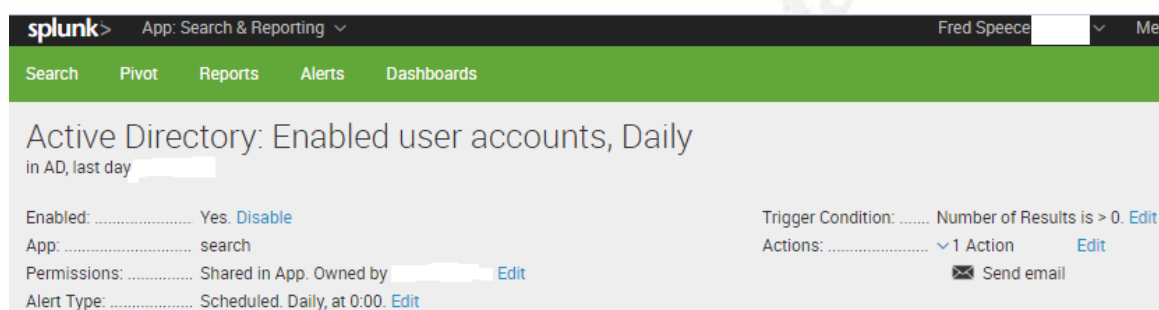 splunk> App: Search & Reporting Fred Speece Me
Search Pivot Reports Alerts Dashboards
Active Directory: Enabled user accounts, Daily
in AD, last day
Enabled: ...................... Yes. Disable
App: ............................. search
Permissions: ............... Shared in App. Owned by Edit
Alert Type: ................... Scheduled. Daily, at 0:00. Edit
Trigger Condition: ....... Number of Results is > 0. Edit
Actions: ....................... 1 Action Edit
Send email